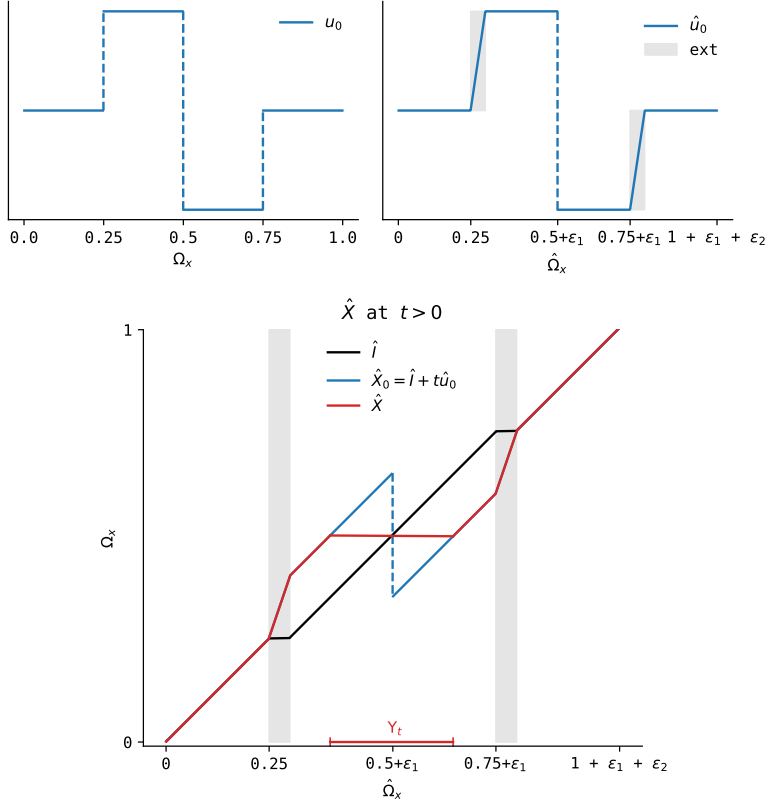 u₀
0.0 0.25 0.5 0.75 1.0
Ωₓ
û₀
ext
0 0.25 0.5+ε₁ 0.75+ε₁ 1 + ε₁ + ε₂
Ω̂ₓ
X̂ at t > 0
Î
X̂₀ = Î + tû₀
X̂
1
Ωₓ
0
Yₜ
0 0.25 0.5+ε₁ 0.75+ε₁ 1 + ε₁ + ε₂
Ω̂ₓ